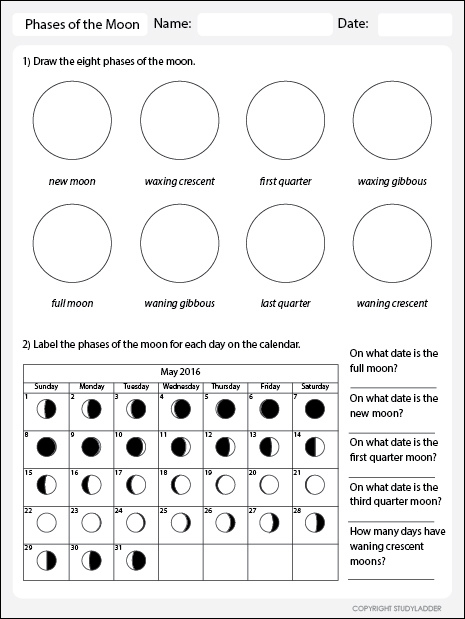 Phases of the Moon Name: Date:
1) Draw the eight phases of the moon.
new moon waxing crescent first quarter waxing gibbous
full moon waning gibbous last quarter waning crescent
2) Label the phases of the moon for each day on the calendar.
May 2016
Sunday Monday Tuesday Wednesday Thursday Friday Saturday
1 2 3 4 5 6 7
8 9 10 11 12 13 14
15 16 17 18 19 20 21
22 23 24 25 26 27 28
29 30 31
On what date is the
full moon?
On what date is the
new moon?
On what date is the
first quarter moon?
On what date is the
third quarter moon?
How many days have
waning crescent
moons?
COPYRIGHT STUDYLADDER